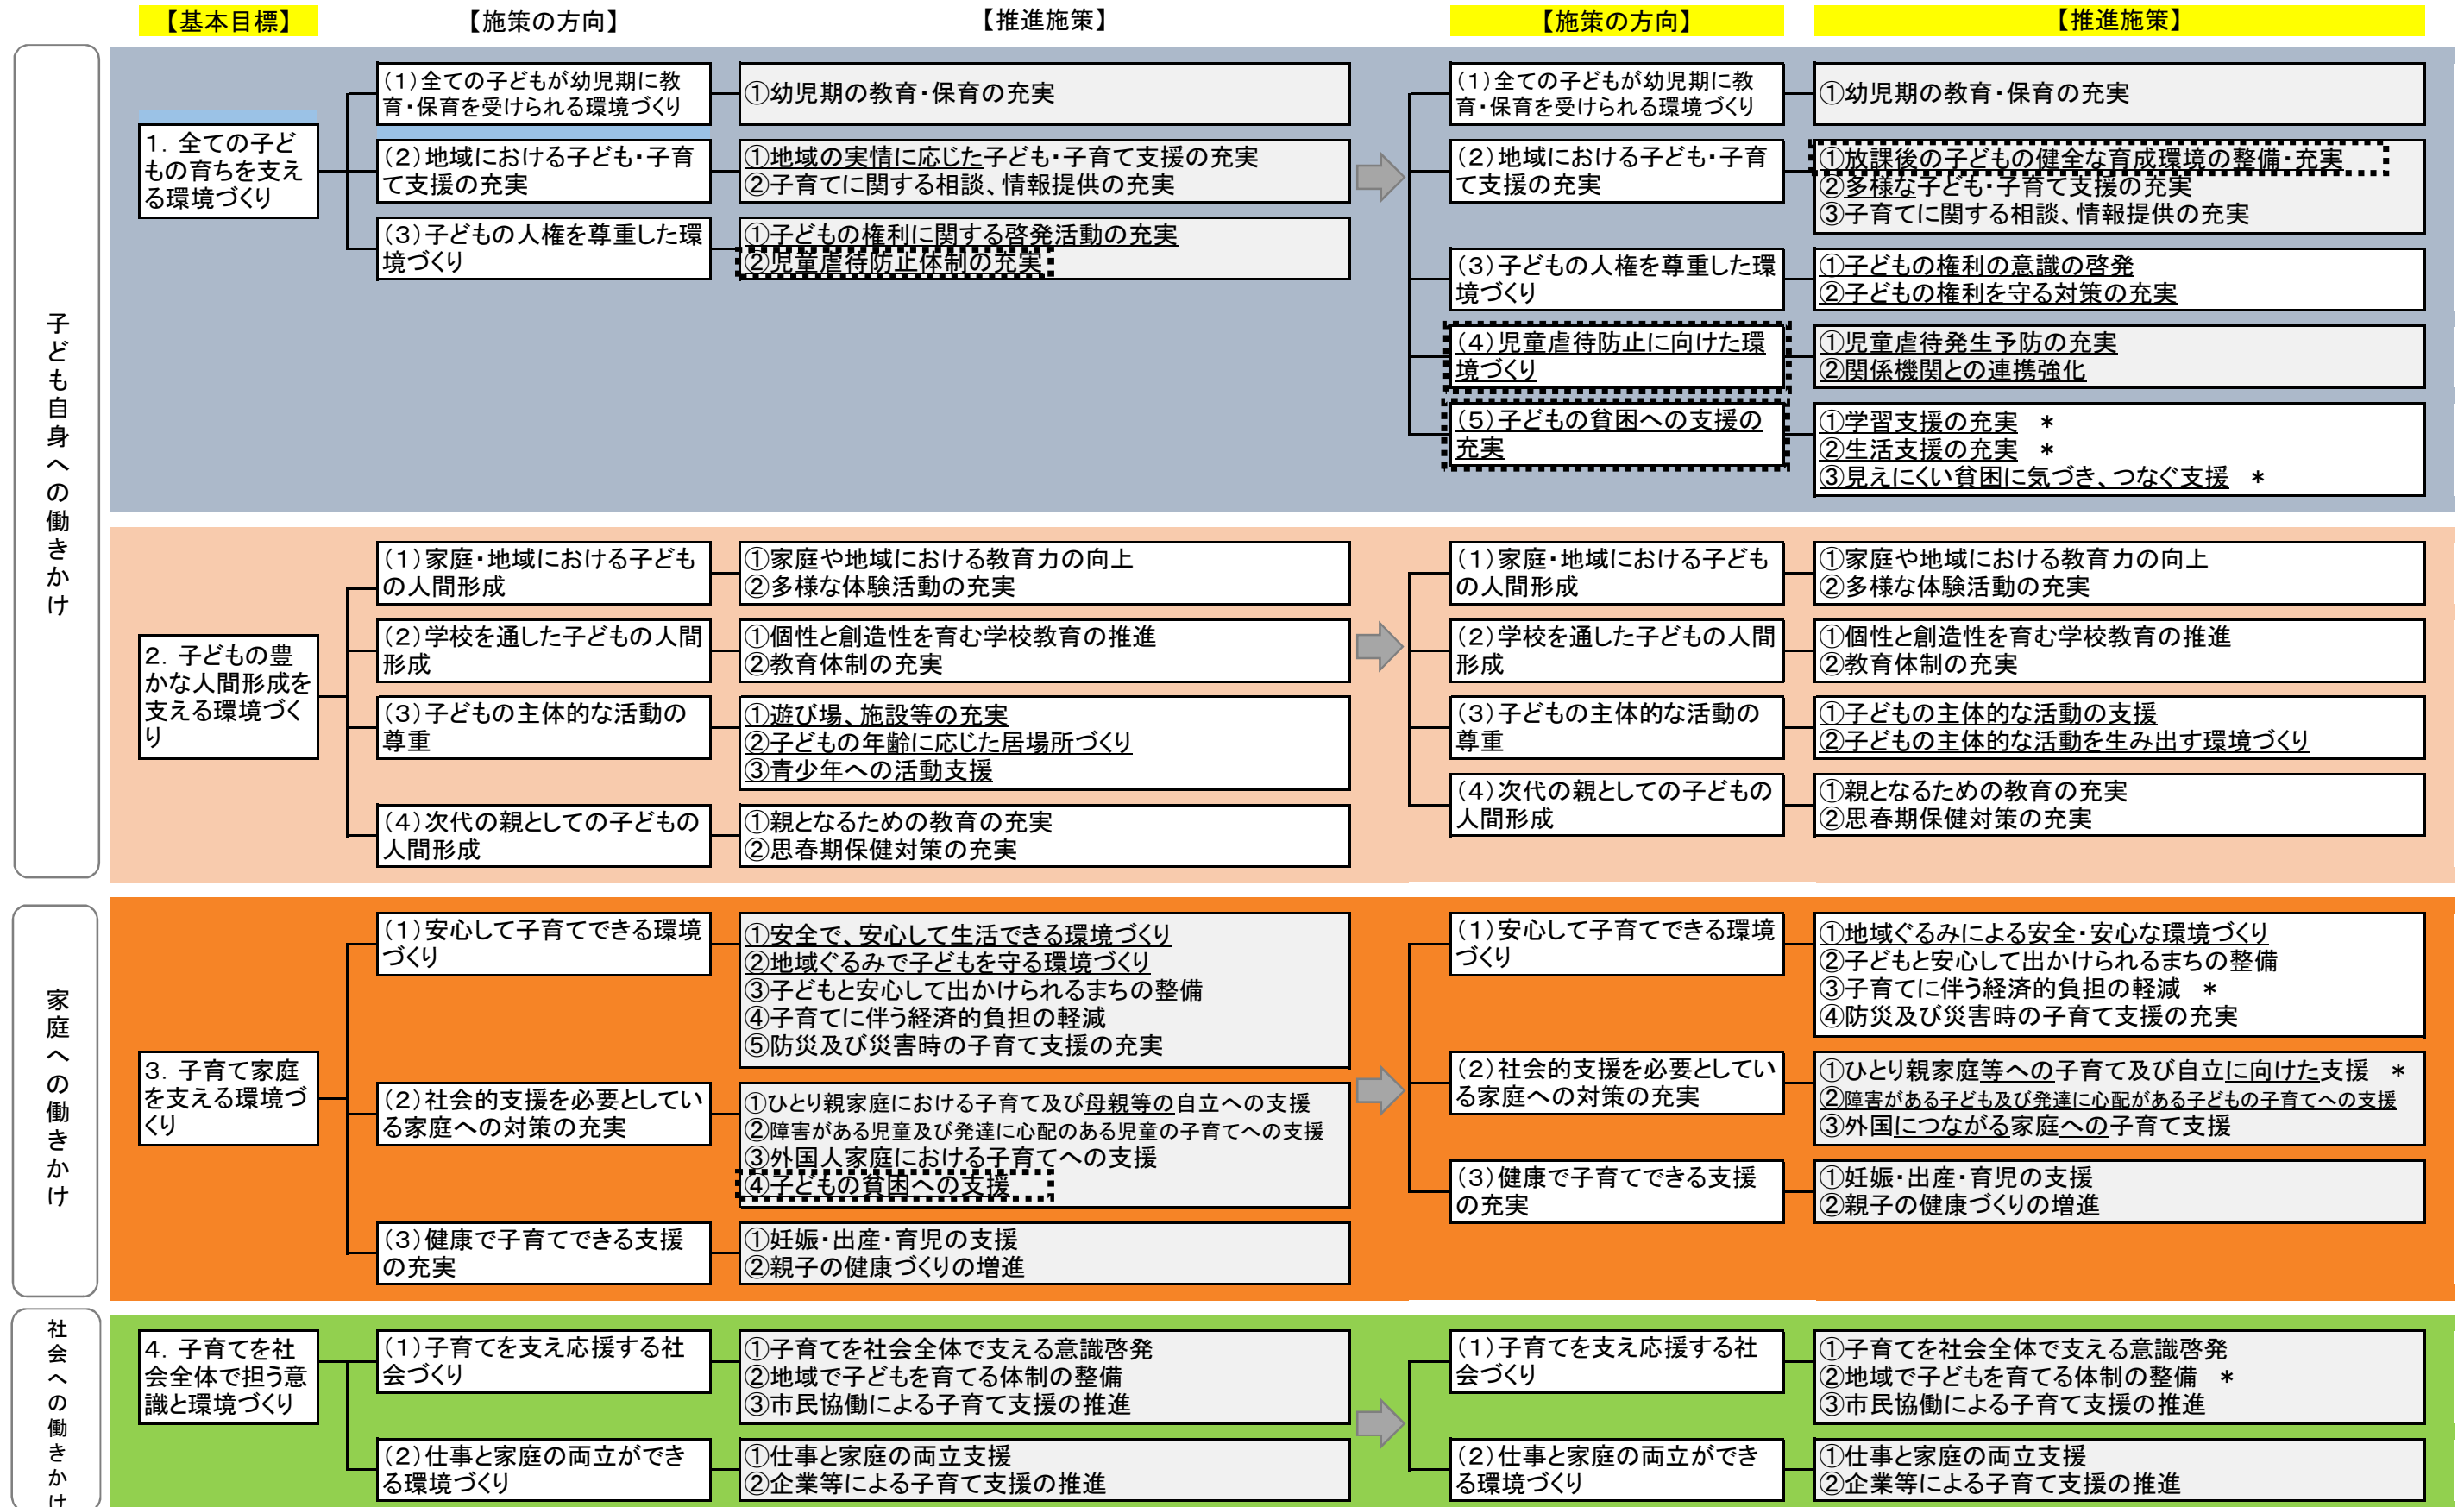 【基本目標】
【施策の方向】
【推進施策】
【施策の方向】
【推進施策】
子ども自身への働きかけ
1．全ての子ど
もの育ちを支え
る環境づくり
(1)全ての子どもが幼児期に教
育・保育を受けられる環境づくり
①幼児期の教育・保育の充実
(2)地域における子ども・子育
て支援の充実
①地域の実情に応じた子ども・子育て支援の充実
②子育てに関する相談、情報提供の充実
(3)子どもの人権を尊重した環
境づくり
①子どもの権利に関する啓発活動の充実
②児童虐待防止体制の充実
(1)全ての子どもが幼児期に教
育・保育を受けられる環境づくり
①幼児期の教育・保育の充実
(2)地域における子ども・子育
て支援の充実
①放課後の子どもの健全な育成環境の整備・充実
②多様な子ども・子育て支援の充実
③子育てに関する相談、情報提供の充実
(3)子どもの人権を尊重した環
境づくり
①子どもの権利の意識の啓発
②子どもの権利を守る対策の充実
(4)児童虐待防止に向けた環
境づくり
①児童虐待発生予防の充実
②関係機関との連携強化
(5)子どもの貧困への支援の
充実
①学習支援の充実 *
②生活支援の充実 *
③見えにくい貧困に気づき、つなぐ支援 *
2．子どもの豊
かな人間形成を
支える環境づく
り
(1)家庭・地域における子ども
の人間形成
①家庭や地域における教育力の向上
②多様な体験活動の充実
(2)学校を通した子どもの人間
形成
①個性と創造性を育む学校教育の推進
②教育体制の充実
(3)子どもの主体的な活動の
尊重
①遊び場、施設等の充実
②子どもの年齢に応じた居場所づくり
③青少年への活動支援
(4)次代の親としての子どもの
人間形成
①親となるための教育の充実
②思春期保健対策の充実
(1)家庭・地域における子ども
の人間形成
①家庭や地域における教育力の向上
②多様な体験活動の充実
(2)学校を通した子どもの人間
形成
①個性と創造性を育む学校教育の推進
②教育体制の充実
(3)子どもの主体的な活動の
尊重
①子どもの主体的な活動の支援
②子どもの主体的な活動を生み出す環境づくり
(4)次代の親としての子どもの
人間形成
①親となるための教育の充実
②思春期保健対策の充実
家庭への働きかけ
3．子育て家庭
を支える環境づ
くり
(1)安心して子育てできる環境
づくり
①安全で、安心して生活できる環境づくり
②地域ぐるみで子どもを守る環境づくり
③子どもと安心して出かけられるまちの整備
④子育てに伴う経済的負担の軽減
⑤防災及び災害時の子育て支援の充実
(2)社会的支援を必要としてい
る家庭への対策の充実
①ひとり親家庭における子育て及び母親等の自立への支援
②障害がある児童及び発達に心配のある児童の子育てへの支援
③外国人家庭における子育てへの支援
④子どもの貧困への支援
(3)健康で子育てできる支援
の充実
①妊娠・出産・育児の支援
②親子の健康づくりの増進
(1)安心して子育てできる環境
づくり
①地域ぐるみによる安全・安心な環境づくり
②子どもと安心して出かけられるまちの整備
③子育てに伴う経済的負担の軽減 *
④防災及び災害時の子育て支援の充実
(2)社会的支援を必要としてい
る家庭への対策の充実
①ひとり親家庭等への子育て及び自立に向けた支援 *
②障害がある子ども及び発達に心配がある子どもの子育てへの支援
③外国につながる家庭への子育て支援
(3)健康で子育てできる支援
の充実
①妊娠・出産・育児の支援
②親子の健康づくりの増進
社会への働きかけ
4．子育てを社
会全体で担う意
識と環境づくり
(1)子育てを支え応援する社
会づくり
①子育てを社会全体で支える意識啓発
②地域で子どもを育てる体制の整備
③市民協働による子育て支援の推進
(2)仕事と家庭の両立ができ
る環境づくり
①仕事と家庭の両立支援
②企業等による子育て支援の推進
(1)子育てを支え応援する社
会づくり
①子育てを社会全体で支える意識啓発
②地域で子どもを育てる体制の整備 *
③市民協働による子育て支援の推進
(2)仕事と家庭の両立ができ
る環境づくり
①仕事と家庭の両立支援
②企業等による子育て支援の推進